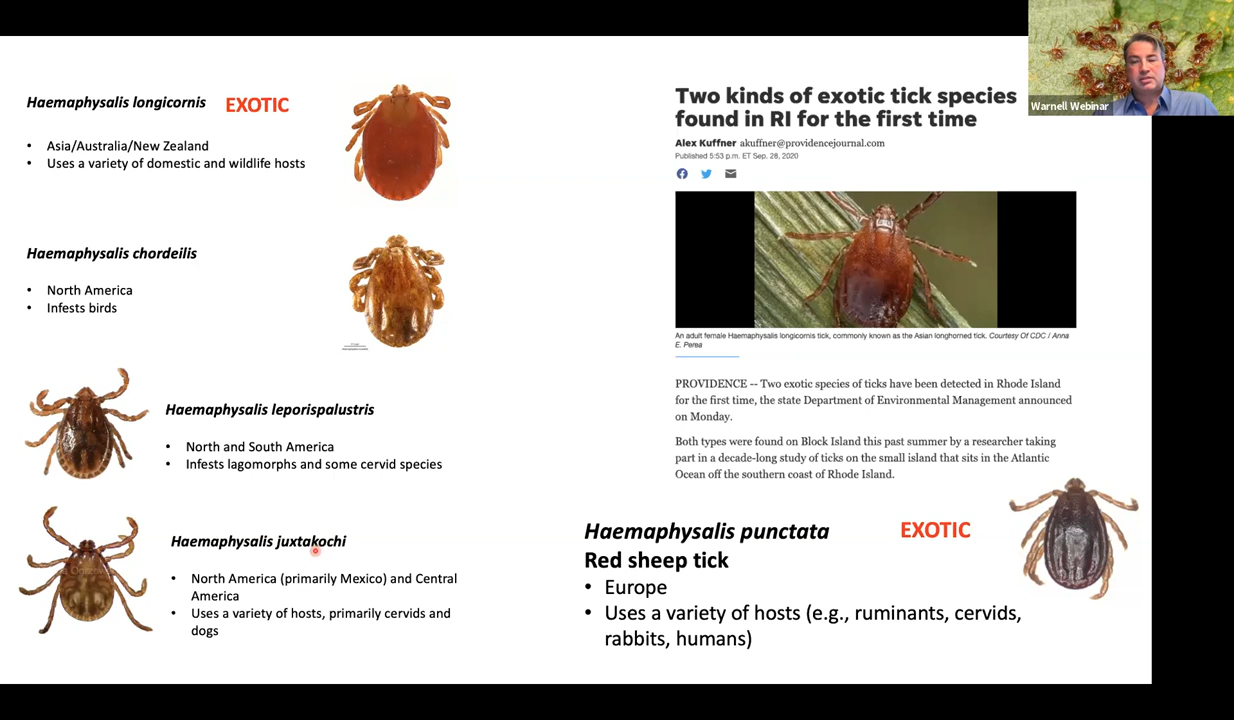 Haemaphysalis longicornis EXOTIC
• Asia/Australia/New Zealand
• Uses a variety of domestic and wildlife hosts
Haemaphysalis chordeilis
• North America
• Infests birds
Haemaphysalis leporispalustris
• North and South America
• Infests lagomorphs and some cervid species
Haemaphysalis juxtakochi
• North America (primarily Mexico) and Central
America
• Uses a variety of hosts, primarily cervids and
dogs
Two kinds of exotic tick species
found in RI for the first time
Alex Kuffner akuffner@providencejournal.com
Published 5:53 p.m. ET Sep. 28, 2020
An adult female Haemaphysalis longicornis tick, commonly known as the Asian longhorned tick. Courtesy Of CDC / Anna
E. Perea
PROVIDENCE -- Two exotic species of ticks have been detected in Rhode Island
for the first time, the state Department of Environmental Management announced
on Monday.
Both types were found on Block Island this past summer by a researcher taking
part in a decade-long study of ticks on the small island that sits in the Atlantic
Ocean off the southern coast of Rhode Island.
Haemaphysalis punctata EXOTIC
Red sheep tick
• Europe
• Uses a variety of hosts (e.g., ruminants, cervids,
rabbits, humans)
Warnell Webinar